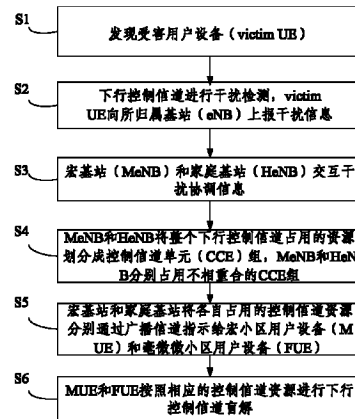 S1
发现受害用户设备（victim UE）
S2
下行控制信道进行干扰检测，victim
UE向所归属基站（eNB）上报干扰信息
S3
宏基站（MeNB）和家庭基站（HeNB）交互干
扰协调信息
S4
MeNB和HeNB将整个下行控制信道占用的资源
划分成控制信道单元（CCE）组，MeNB和HeN
B分别占用不相重合的CCE组
S5
宏基站和家庭基站将各自占用的控制信道资源
分别通过广播信道指示给宏小区用户设备（M
UE）和毫微微小区用户设备（FUE）
S6
MUE和FUE按照相应的控制信道资源进行下行
控制信道盲解